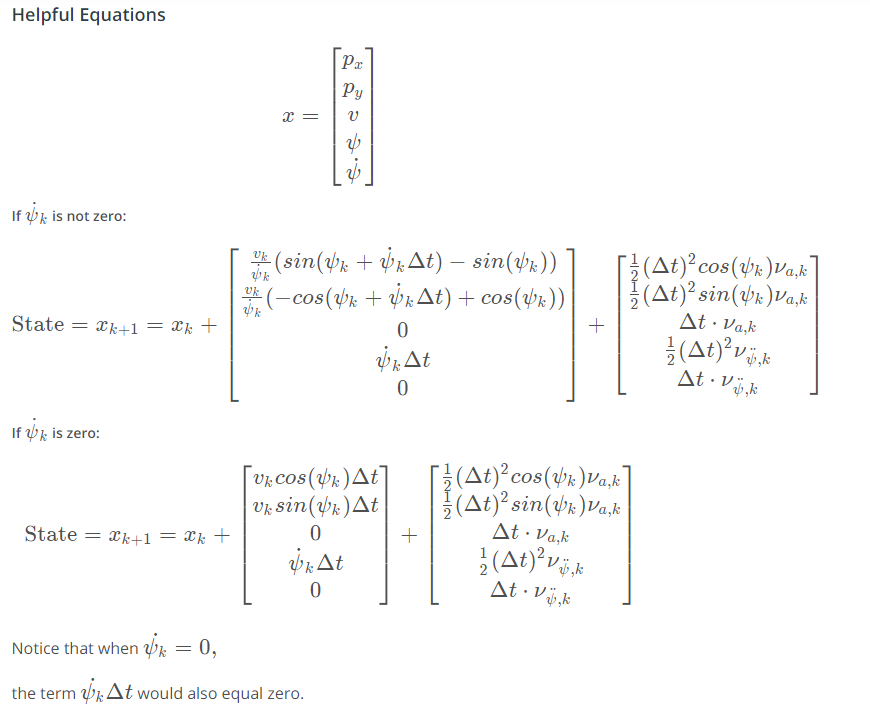 Helpful Equations
$x = \begin{bmatrix} p_x \\ p_y \\ v \\ \psi \\ \dot{\psi} \end{bmatrix}$
If $\dot{\psi}_k$ is not zero:
$\text{State} = x_{k+1} = x_k + \begin{bmatrix} \frac{v_k}{\dot{\psi}_k}(sin(\psi_k + \dot{\psi}_k \Delta t) - sin(\psi_k)) \\ \frac{v_k}{\dot{\psi}_k}(-cos(\psi_k + \dot{\psi}_k \Delta t) + cos(\psi_k)) \\ 0 \\ \dot{\psi}_k \Delta t \\ 0 \end{bmatrix} + \begin{bmatrix} \frac{1}{2}(\Delta t)^2 cos(\psi_k) \nu_{a,k} \\ \frac{1}{2}(\Delta t)^2 sin(\psi_k) \nu_{a,k} \\ \Delta t \cdot \nu_{a,k} \\ \frac{1}{2}(\Delta t)^2 \nu_{\ddot{\psi},k} \\ \Delta t \cdot \nu_{\ddot{\psi},k} \end{bmatrix}$
If $\dot{\psi}_k$ is zero:
$\text{State} = x_{k+1} = x_k + \begin{bmatrix} v_k cos(\psi_k) \Delta t \\ v_k sin(\psi_k) \Delta t \\ 0 \\ \dot{\psi}_k \Delta t \\ 0 \end{bmatrix} + \begin{bmatrix} \frac{1}{2}(\Delta t)^2 cos(\psi_k) \nu_{a,k} \\ \frac{1}{2}(\Delta t)^2 sin(\psi_k) \nu_{a,k} \\ \Delta t \cdot \nu_{a,k} \\ \frac{1}{2}(\Delta t)^2 \nu_{\ddot{\psi},k} \\ \Delta t \cdot \nu_{\ddot{\psi},k} \end{bmatrix}$
Notice that when $\dot{\psi}_k = 0$,
the term $\dot{\psi}_k \Delta t$ would also equal zero.